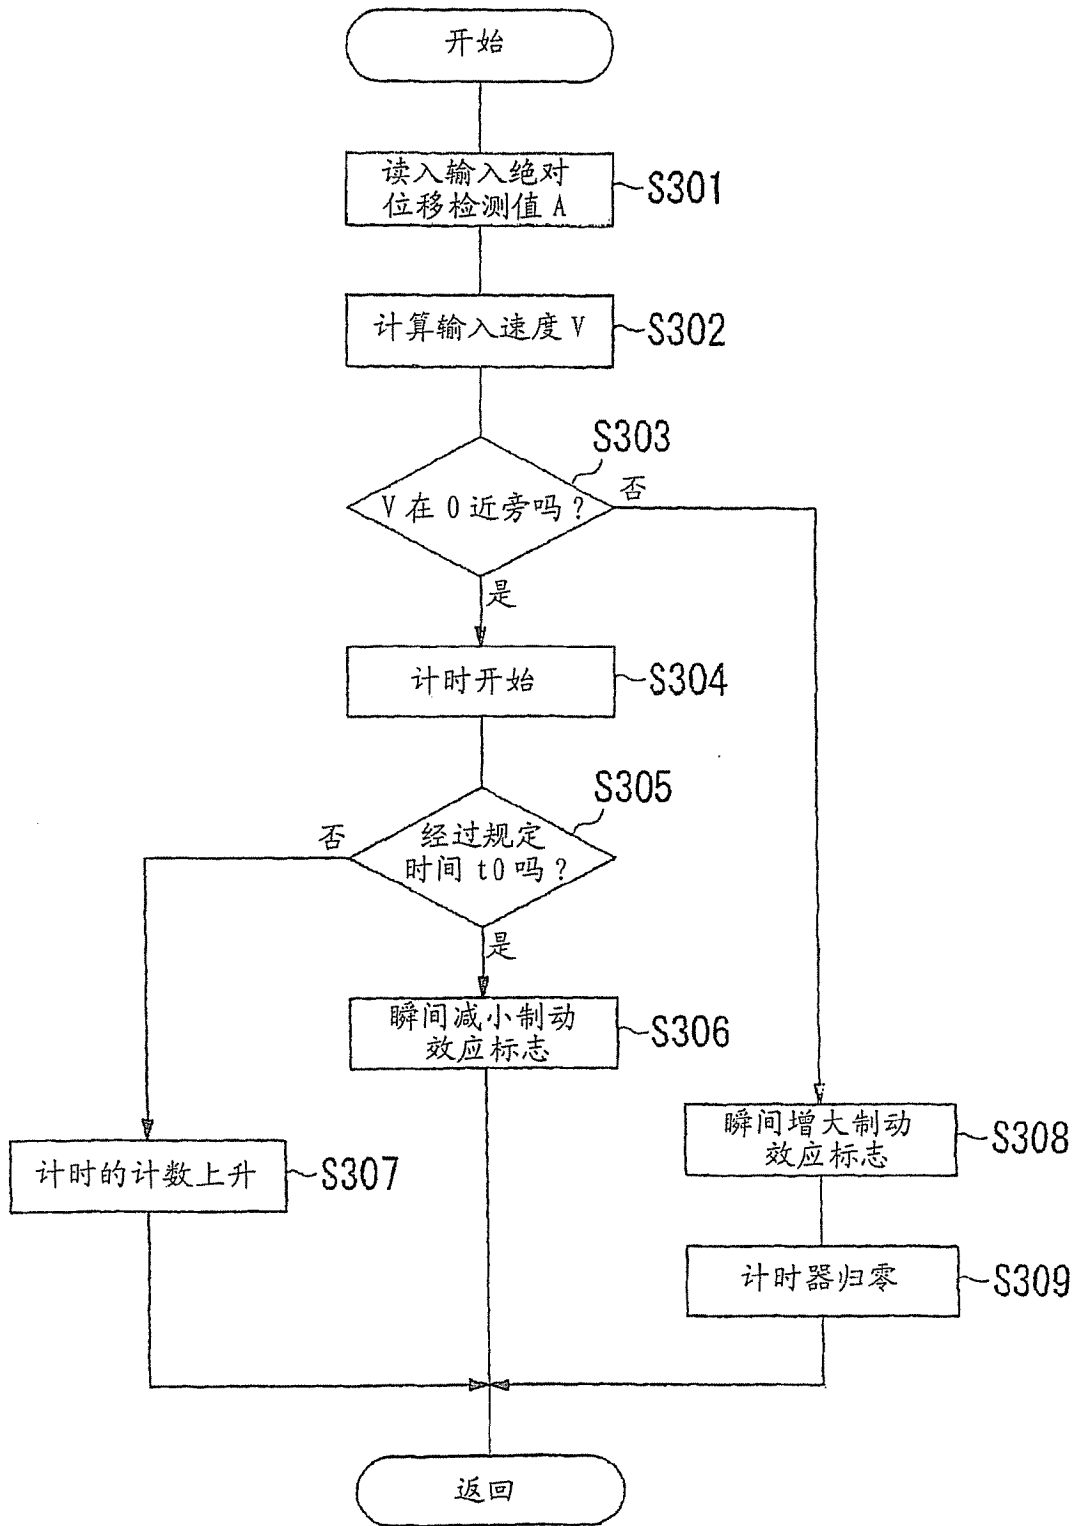 开始
读入输入绝对
位移检测值 A
S301
计算输入速度 V
S302
S303
V 在 0 近旁吗？
否
是
计时开始
S304
S305
否
经过规定
时间 t0 吗？
是
瞬间减小制动
效应标志
S306
瞬间增大制动
效应标志
S308
计时的计数上升
S307
计时器归零
S309
返回